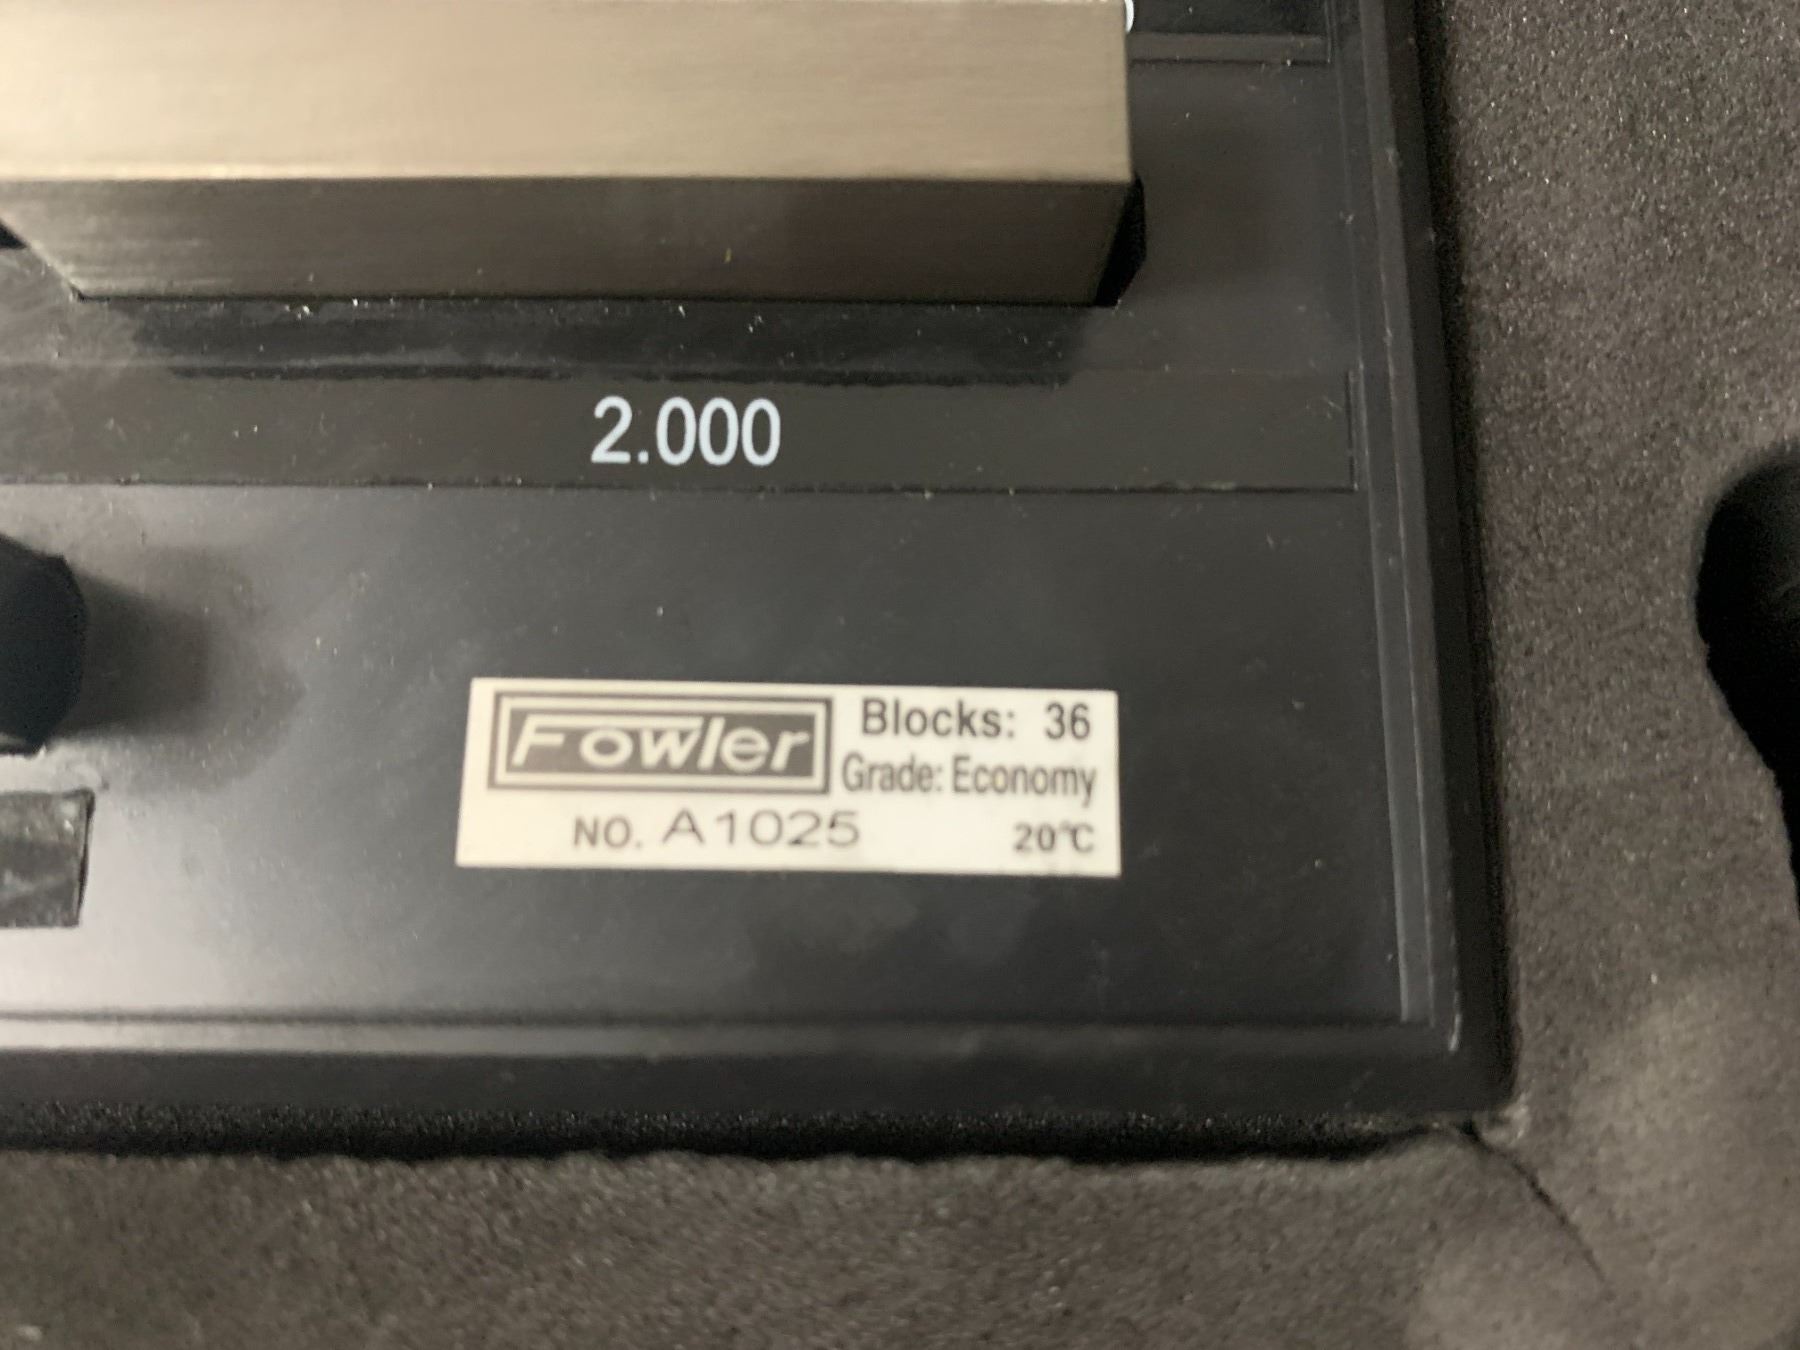 2.000
Fowler
Blocks: 36
Grade: Economy
NO. A1025
20°C